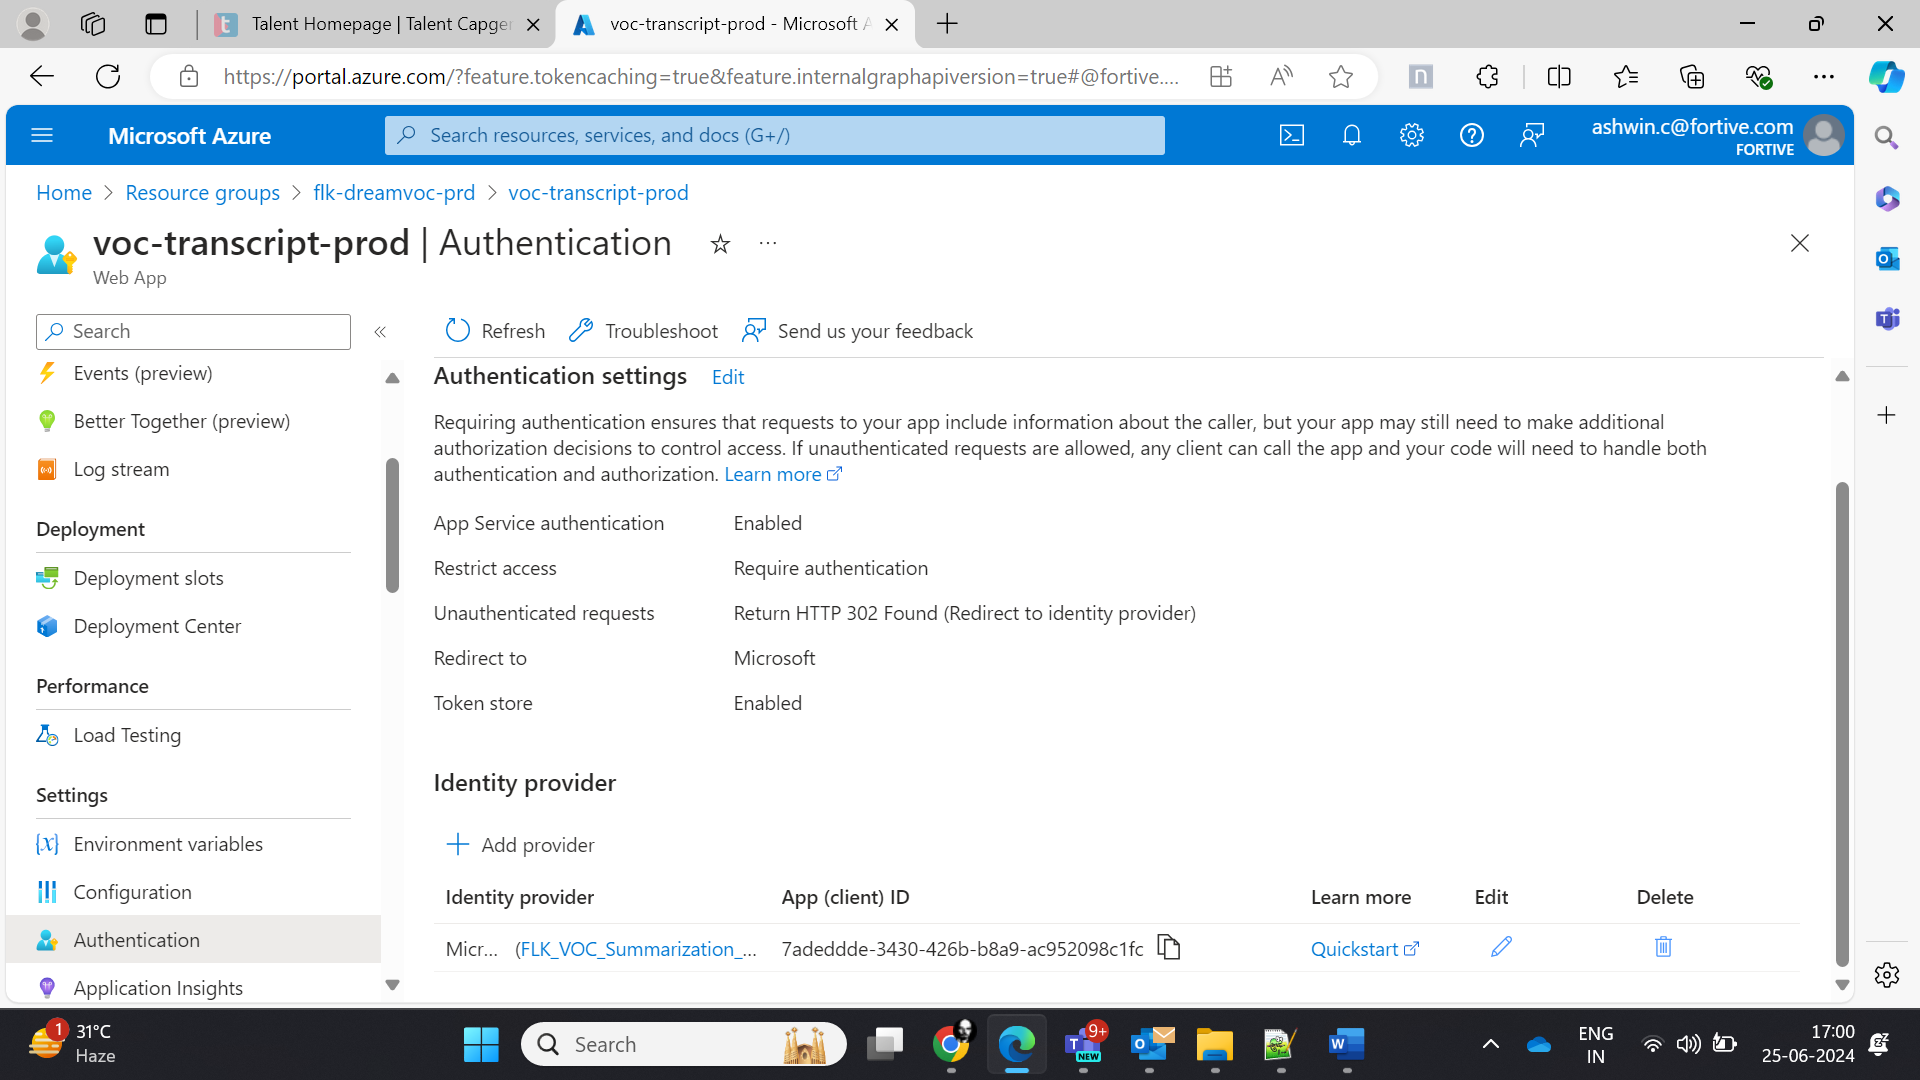 Talent Homepage | Talent Capger
voc-transcript-prod - Microsoft A
https://portal.azure.com/?feature.tokencaching=true&feature.internalgraphapiversion=true#@fortive....
Microsoft Azure
Search resources, services, and docs (G+/)
ashwin.c@fortive.com
FORTIVE
Home > Resource groups > flk-dreamvoc-prd > voc-transcript-prod
voc-transcript-prod | Authentication
Web App
Search
Refresh
Troubleshoot
Send us your feedback
Events (preview)
Better Together (preview)
Log stream
Deployment
Deployment slots
Deployment Center
Performance
Load Testing
Settings
Environment variables
Configuration
Authentication
Application Insights
Authentication settings Edit
Requiring authentication ensures that requests to your app include information about the caller, but your app may still need to make additional
authorization decisions to control access. If unauthenticated requests are allowed, any client can call the app and your code will need to handle both
authentication and authorization. Learn more
App Service authentication Enabled
Restrict access Require authentication
Unauthenticated requests Return HTTP 302 Found (Redirect to identity provider)
Redirect to Microsoft
Token store Enabled
Identity provider
Add provider
Identity provider App (client) ID Learn more Edit Delete
Micr... (FLK_VOC_Summarization_... 7adeddde-3430-426b-b8a9-ac952098c1fc Quickstart
1
31°C
Haze
Search
9+
NEW
ENG
IN
17:00
25-06-2024